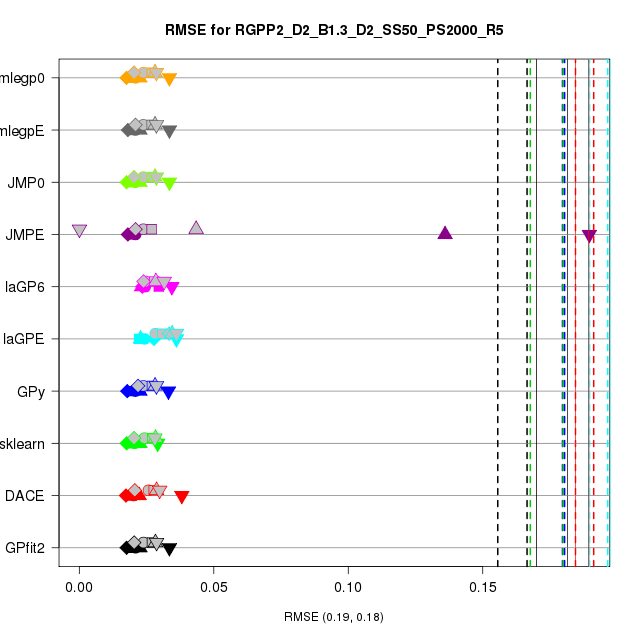 RMSE for RGPP2_D2_B1.3_D2_SS50_PS2000_R5
mlegp0
mlegpE
JMP0
JMPE
laGP6
laGPE
GPy
sklearn
DACE
GPfit2
0.00 0.05 0.10 0.15
RMSE (0.19, 0.18)